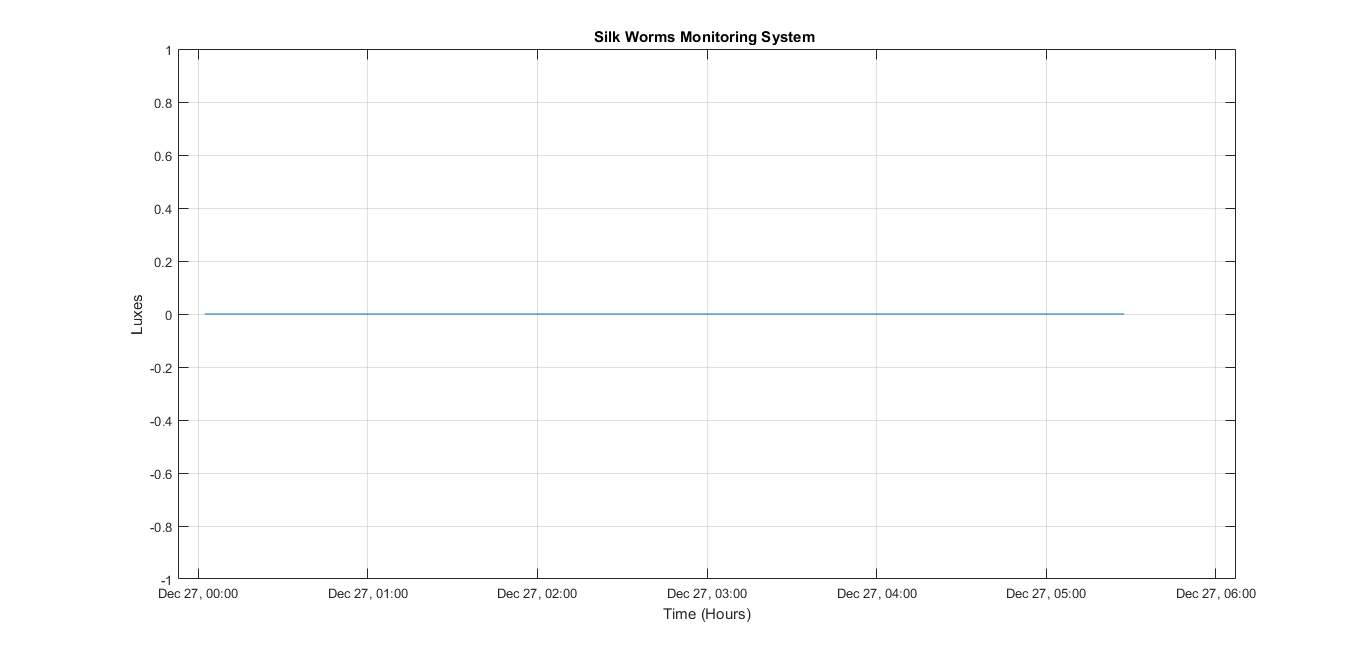 Silk Worms Monitoring System
1
0.8
0.6
0.4
0.2
0
-0.2
-0.4
-0.6
-0.8
-1
Luxes
Dec 27, 00:00 Dec 27, 01:00 Dec 27, 02:00 Dec 27, 03:00 Dec 27, 04:00 Dec 27, 05:00 Dec 27, 06:00
Time (Hours)